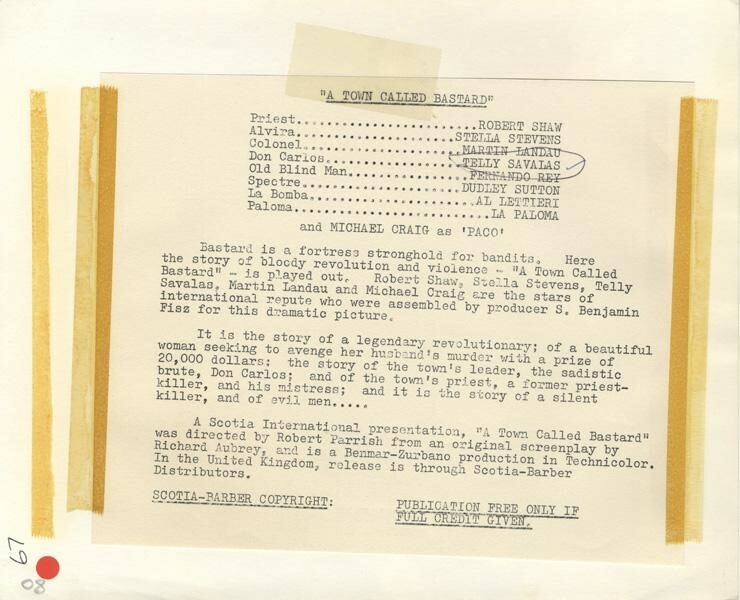 "A TOWN CALLED BASTARD"
Priest..........................ROBERT SHAW
Alvira.......................STELLA STEVENS
Colonel.......................MARTIN LANDAU
Don Carlos....................TELLY SAVALAS
Old Blind Man..................FERNANDO REY
Spectre.......................DUDLEY SUTTON
La Bomba........................AL LETTIERI
Paloma............................LA PALOMA
and MICHAEL CRAIG as 'PACO'
Bastard is a fortress stronghold for bandits. Here
the story of bloody revolution and violence - "A Town Called
Bastard" - is played out. Robert Shaw, Stella Stevens, Telly
Savalas, Martin Landau and Michael Craig are the stars of
international repute who were assembled by producer S. Benjamin
Fisz for this dramatic picture.
It is the story of a legendary revolutionary; of a beautiful
woman seeking to avenge her husband's murder with a prize of
20,000 dollars; the story of the town's leader, the sadistic
brute, Don Carlos; and of the town's priest, a former priest-
killer, and his mistress; and it is the story of a silent
killer, and of evil men.....
A Scotia International presentation, "A Town Called Bastard"
was directed by Robert Parrish from an original screenplay by
Richard Aubrey, and is a Benmar-Zurbano production in Technicolor.
In the United Kingdom, release is through Scotia-Barber
Distributors.
SCOTIA-BARBER COPYRIGHT:
PUBLICATION FREE ONLY IF
FULL CREDIT GIVEN.
67
08